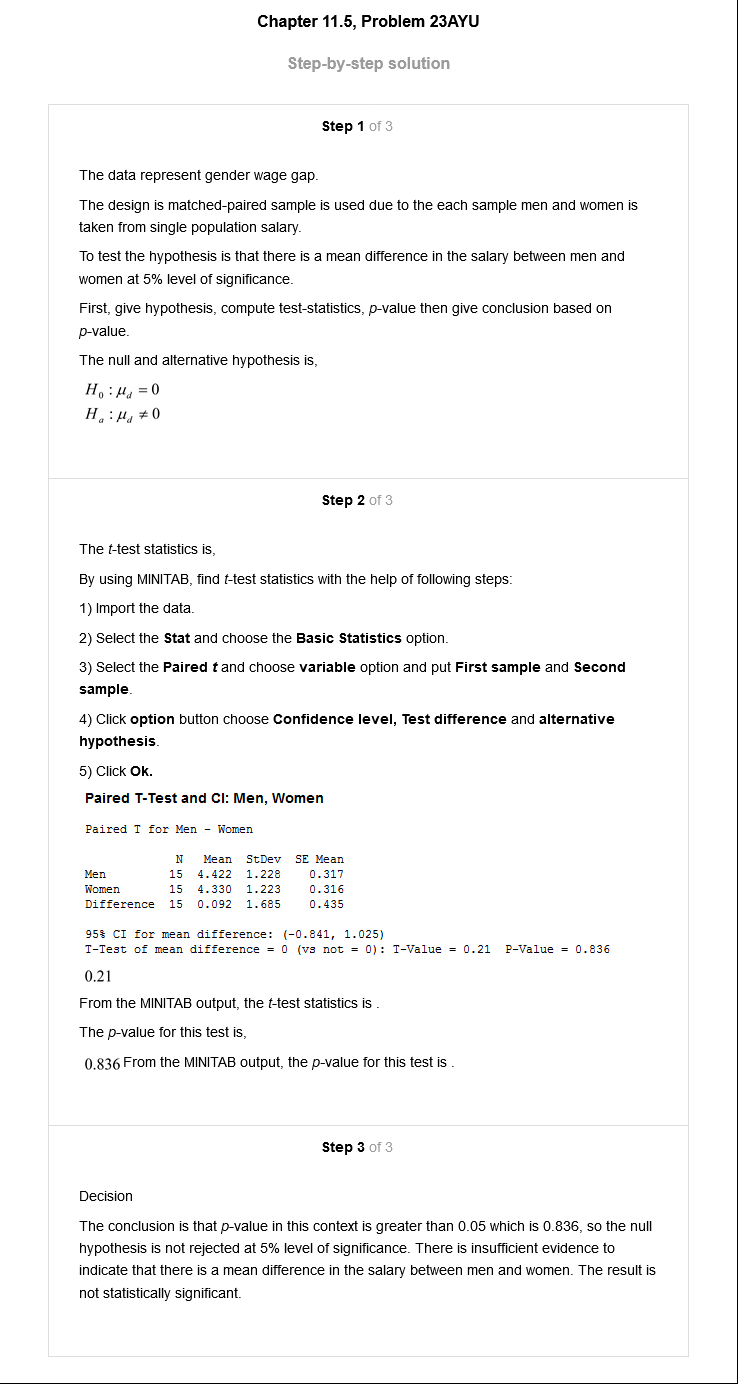 Chapter 11.5, Problem 23AYU
Step-by-step solution
Step 1 of 3
The data represent gender wage gap.
The design is matched-paired sample is used due to the each sample men and women is
taken from single population salary.
To test the hypothesis is that there is a mean difference in the salary between men and
women at 5% level of significance.
First, give hypothesis, compute test-statistics, p-value then give conclusion based on
p-value.
The null and alternative hypothesis is,
H₀ : μ_d = 0
Hₐ : μ_d ≠ 0
Step 2 of 3
The t-test statistics is,
By using MINITAB, find t-test statistics with the help of following steps:
1) Import the data.
2) Select the Stat and choose the Basic Statistics option.
3) Select the Paired t and choose variable option and put First sample and Second
sample.
4) Click option button choose Confidence level, Test difference and alternative
hypothesis.
5) Click Ok.
Paired T-Test and CI: Men, Women
Paired T for Men - Women
N Mean StDev SE Mean
Men 15 4.422 1.228 0.317
Women 15 4.330 1.223 0.316
Difference 15 0.092 1.685 0.435
95% CI for mean difference: (-0.841, 1.025)
T-Test of mean difference = 0 (vs not = 0): T-Value = 0.21 P-Value = 0.836
0.21
From the MINITAB output, the t-test statistics is .
The p-value for this test is,
0.836 From the MINITAB output, the p-value for this test is .
Step 3 of 3
Decision
The conclusion is that p-value in this context is greater than 0.05 which is 0.836, so the null
hypothesis is not rejected at 5% level of significance. There is insufficient evidence to
indicate that there is a mean difference in the salary between men and women. The result is
not statistically significant.